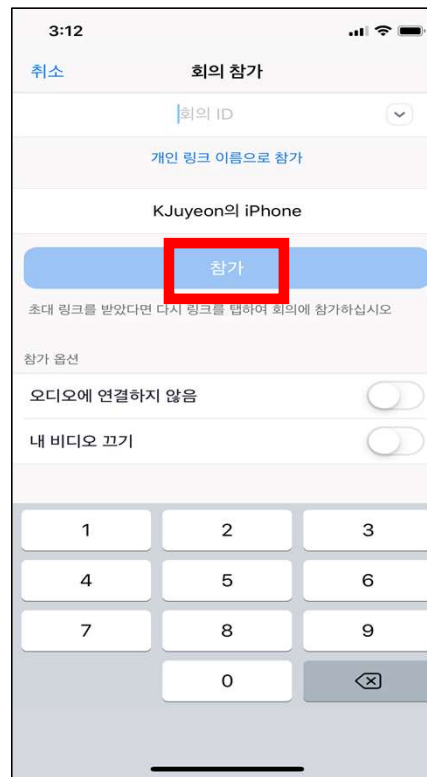 3:12
취소 회의 참가
회의 ID
개인 링크 이름으로 참가
KJuyeon의 iPhone
참가
초대 링크를 받았다면 다시 링크를 탭하여 회의에 참가하십시오
참가 옵션
오디오에 연결하지 않음
내 비디오 끄기
1 2 3
4 5 6
7 8 9
0